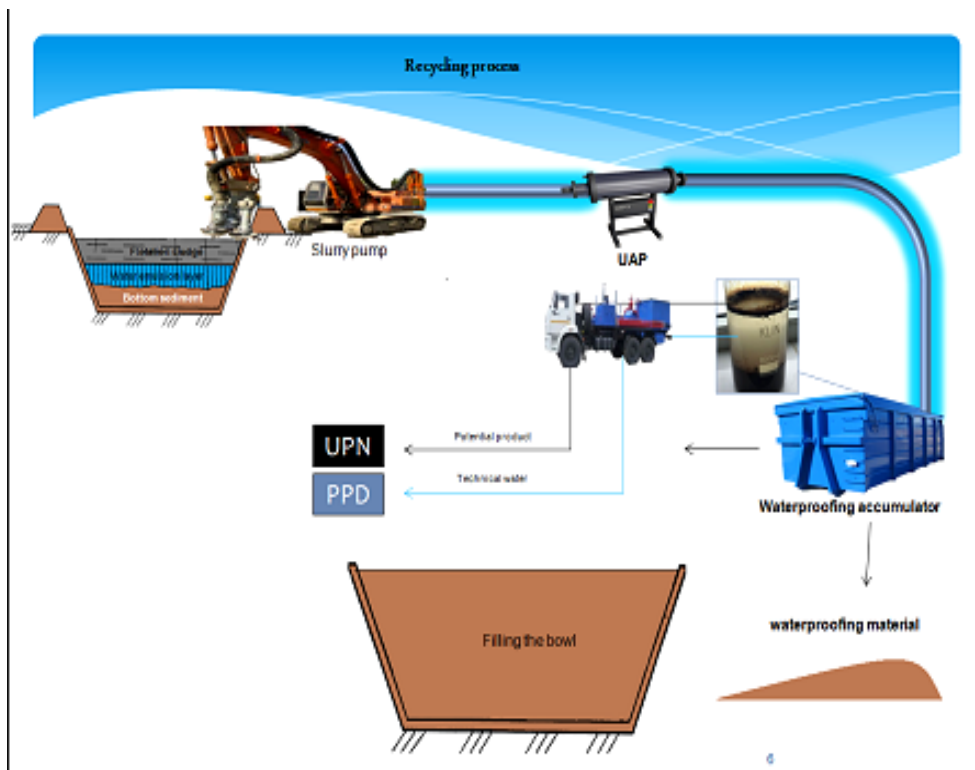 Recycling process
Slurry pump
UAP
Bottom sediment
UPN
Potential product
PPD
Technical water
Waterproofing accumulator
waterproofing material
Filling the bowl
6